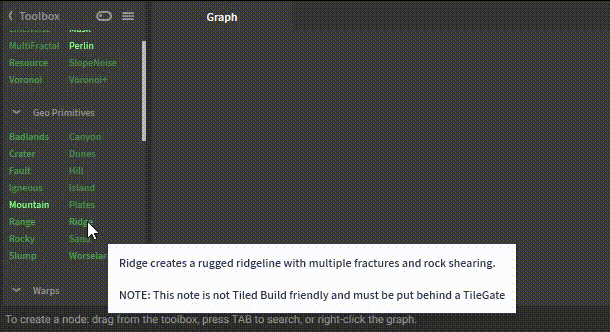 Toolbox
Graph
Mask
MultiFractal Perlin
Resource SlopeNoise
Voronoi Voronoi+
Geo Primitives
Badlands Canyon
Crater Dunes
Fault Hill
Igneous Island
Mountain Plates
Range Ridge
Rocky Sand
Slump
Ridge creates a rugged ridgeline with multiple fractures and rock shearing.
NOTE: This note is not Tiled Build friendly and must be put behind a TileGate
Warps
To create a node: drag from the toolbox, press TAB to search, or right-click the graph.